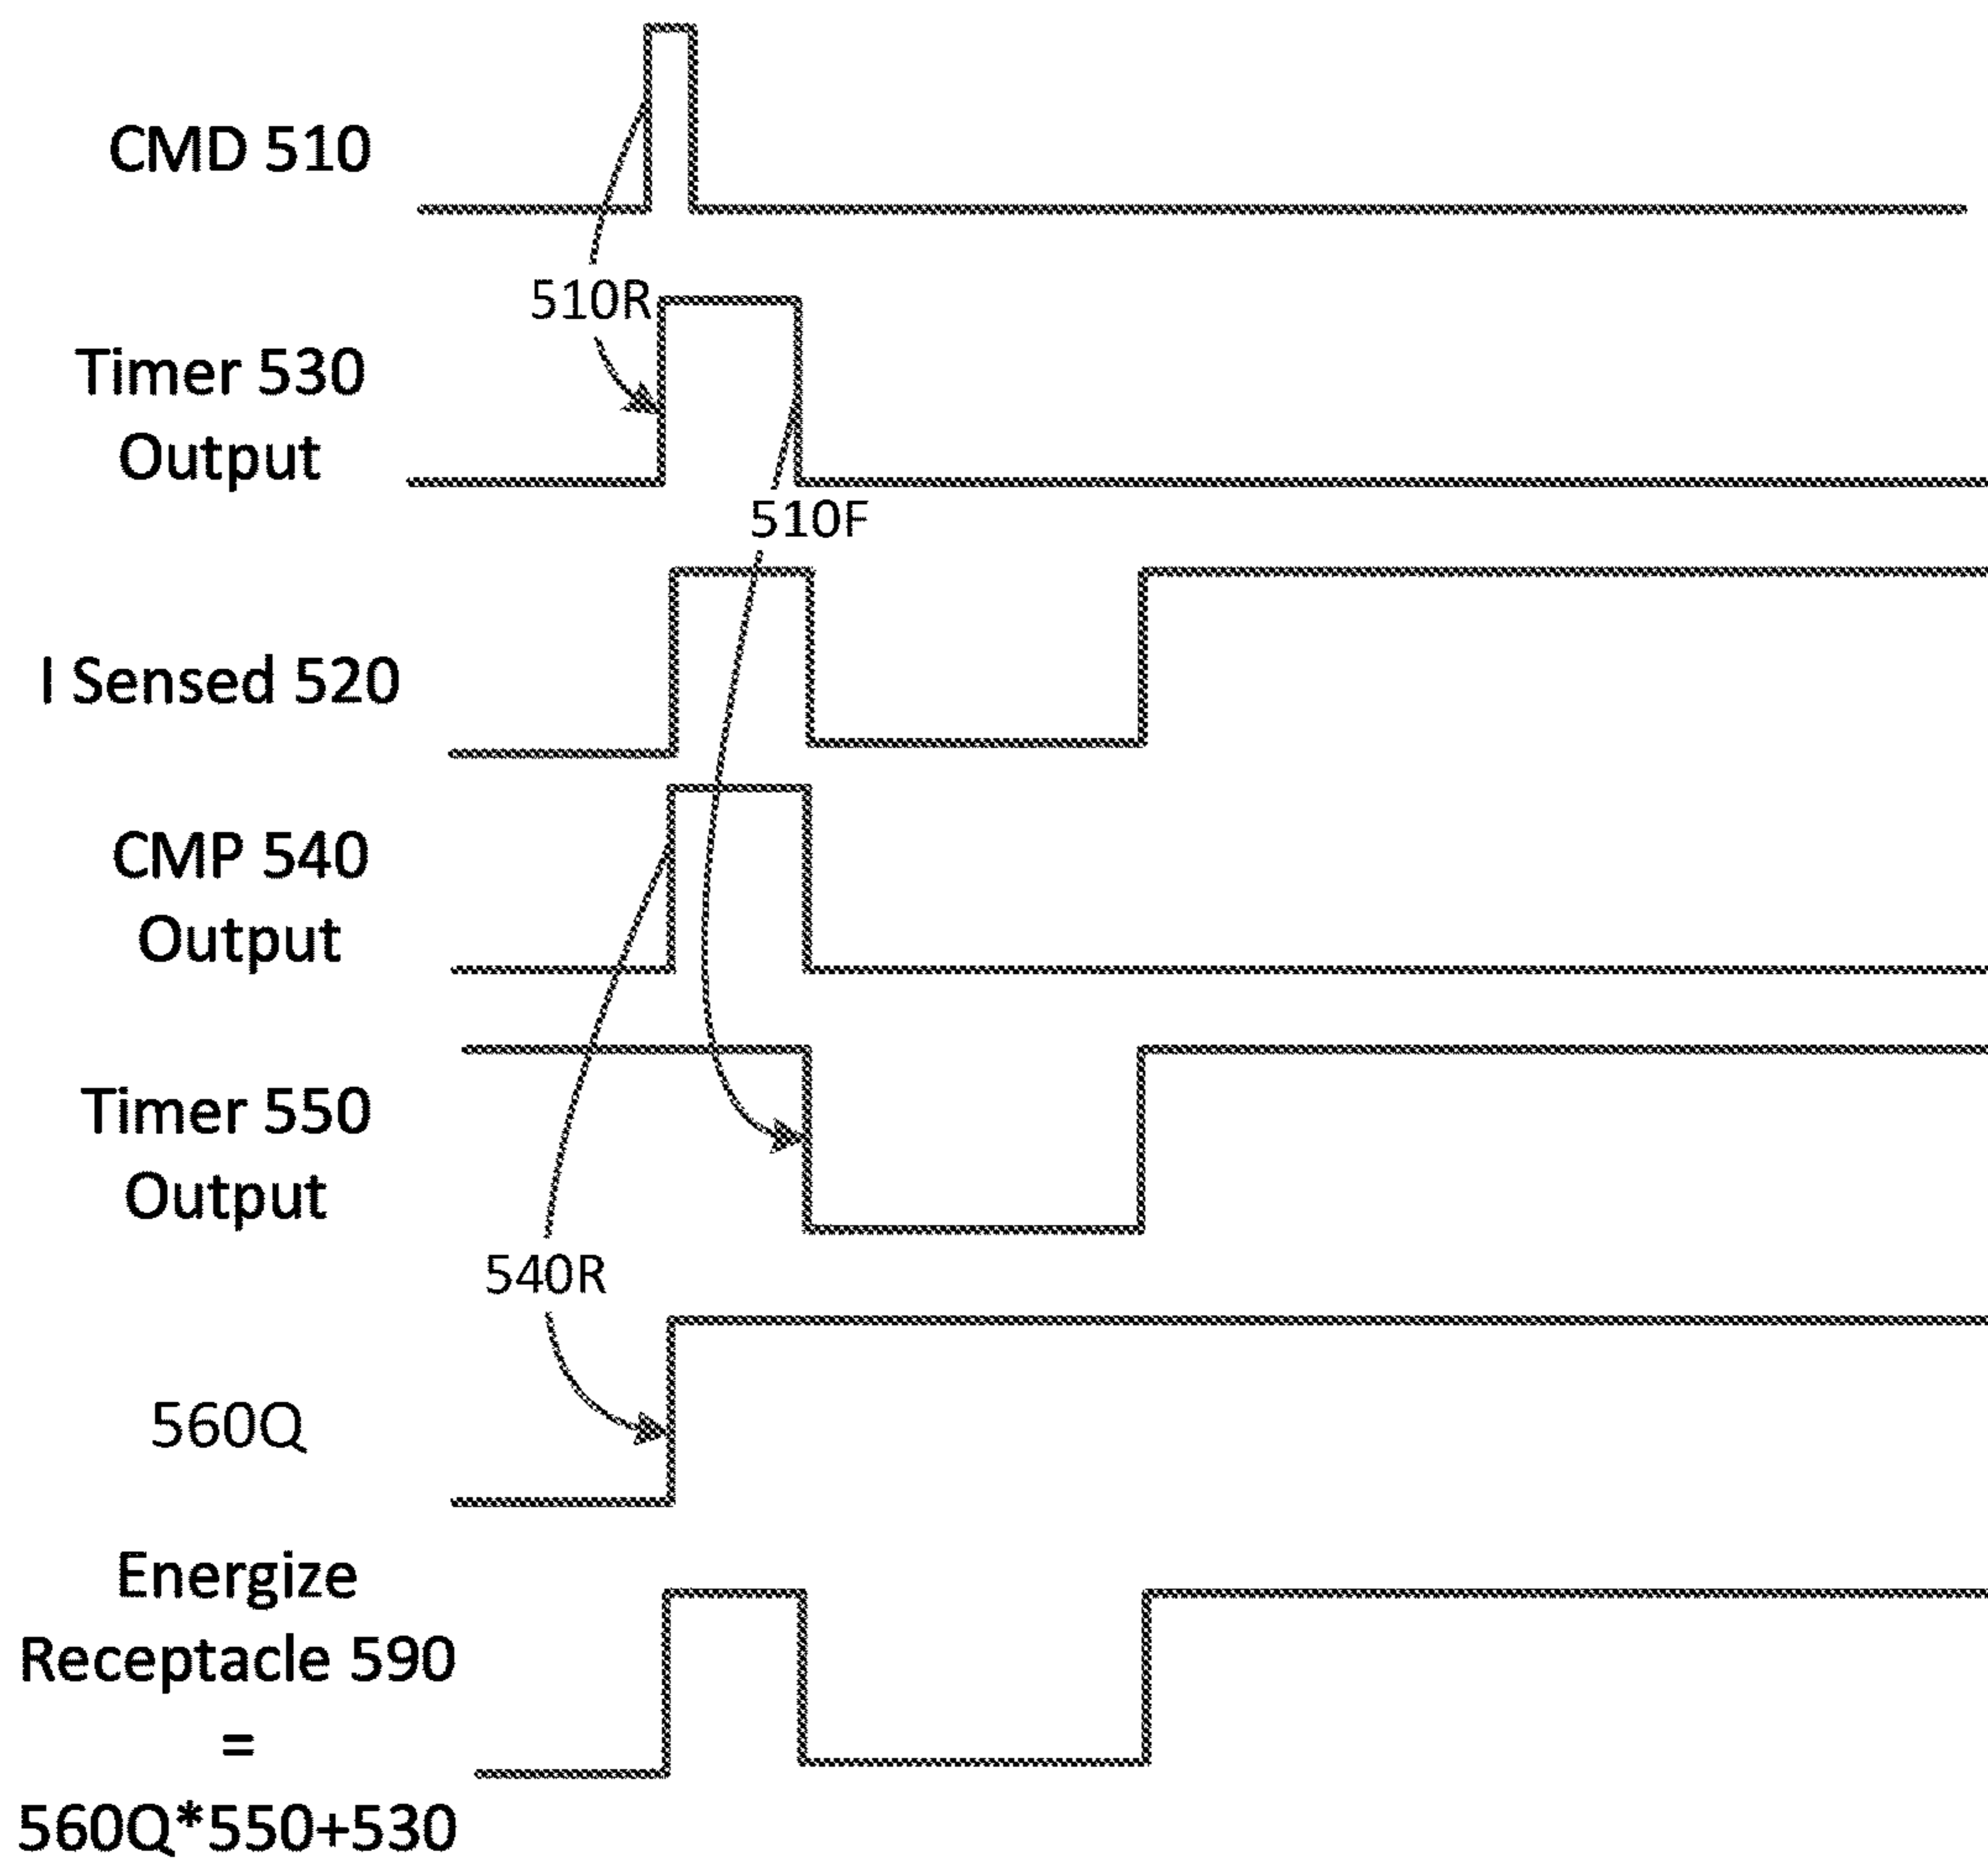 CMD 510
510R
Timer 530
Output
510F
I Sensed 520
CMP 540
Output
Timer 550
Output
540R
560Q
Energize
Receptacle 590
=
560Q*550+530